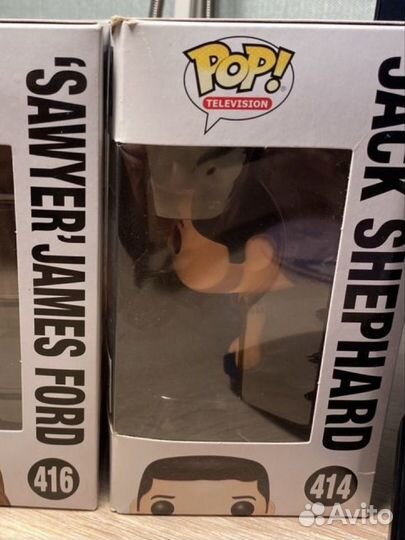 'SAWYER' JAMES FORD
416
POP!
TELEVISION
JACK SHEPHARD
414
Avito